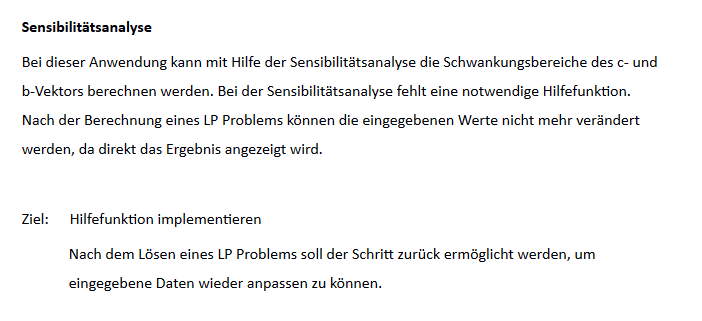 Sensibilitätsanalyse
Bei dieser Anwendung kann mit Hilfe der Sensibilitätsanalyse die Schwankungsbereiche des c- und
b-Vektors berechnen werden. Bei der Sensibilitätsanalyse fehlt eine notwendige Hilfefunktion.
Nach der Berechnung eines LP Problems können die eingegebenen Werte nicht mehr verändert
werden, da direkt das Ergebnis angezeigt wird.
Ziel: Hilfefunktion implementieren
Nach dem Lösen eines LP Problems soll der Schritt zurück ermöglicht werden, um
eingegebene Daten wieder anpassen zu können.